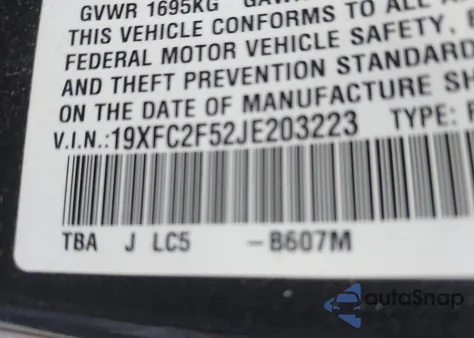 GVWR 1695KG
THIS VEHICLE CONFORMS TO ALL
FEDERAL MOTOR VEHICLE SAFETY,
AND THEFT PREVENTION STANDARD
ON THE DATE OF MANUFACTURE
V.I.N.:19XFC2F52JE203223 TYPE:
TBA J LC5 -B607M
autoSnap